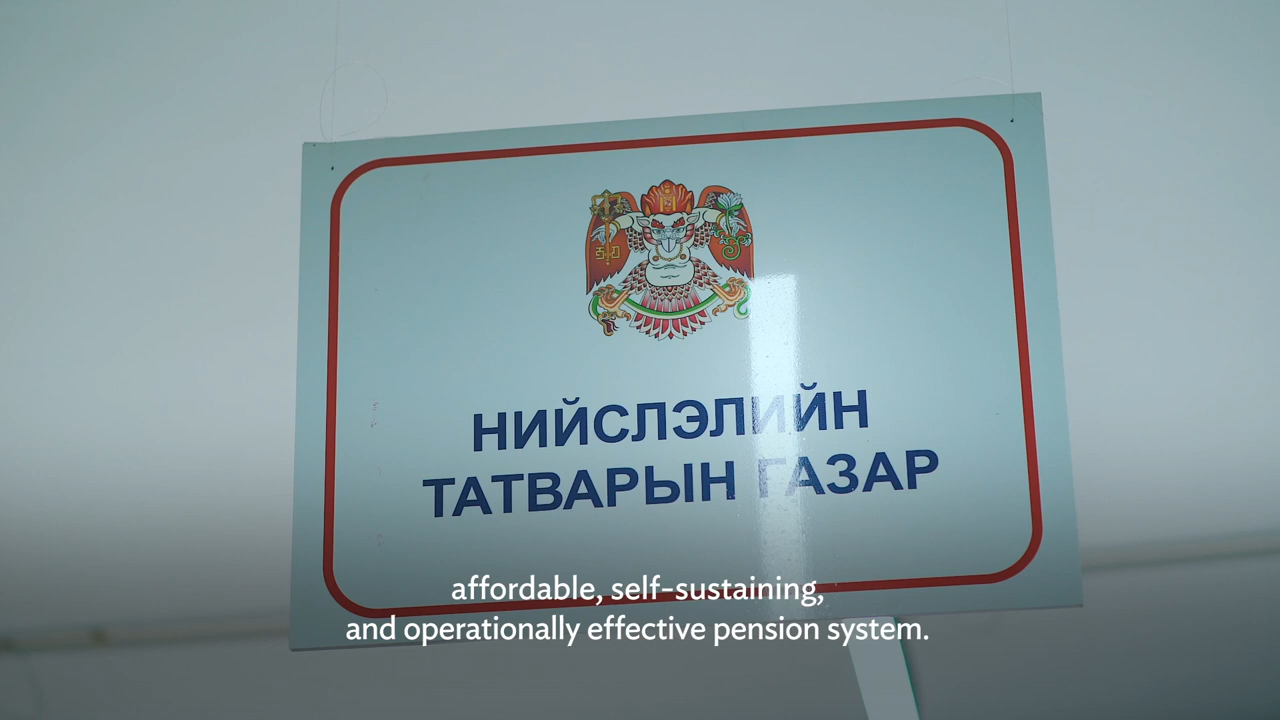 НИЙСЛЭЛИЙН
ТАТВАРЫН ГАЗАР
affordable, self-sustaining,
and operationally effective pension system.